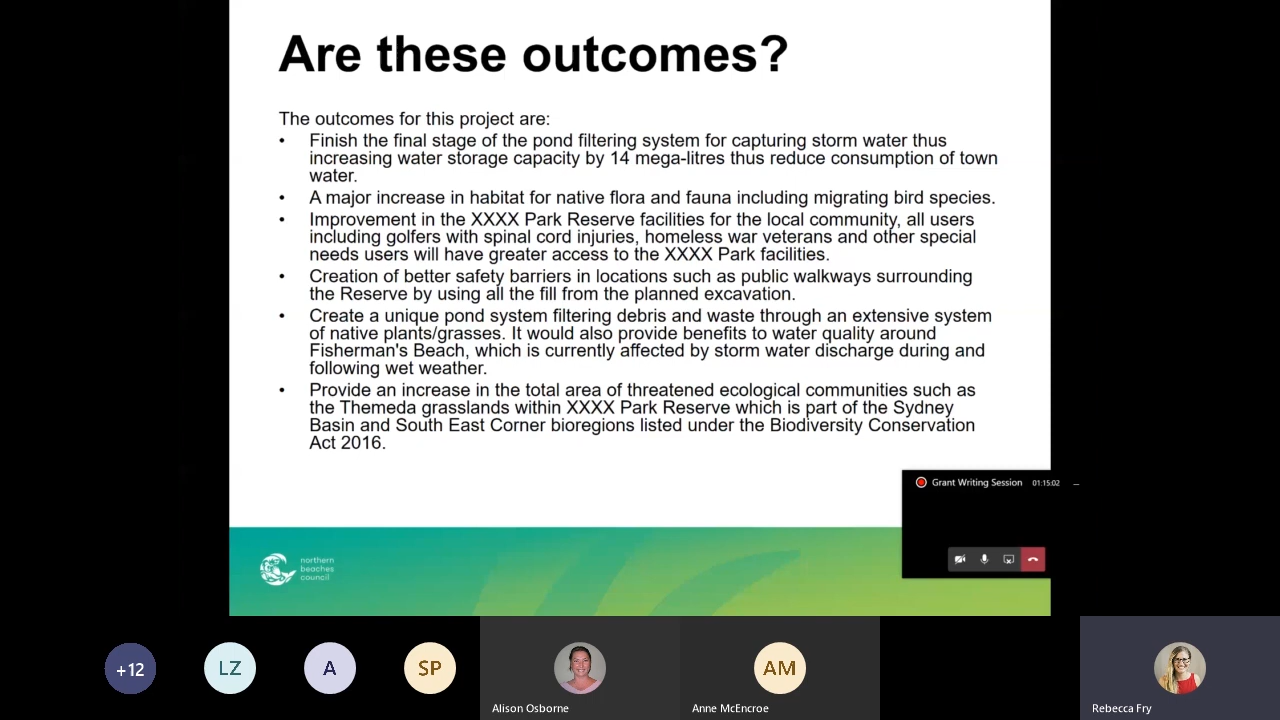 Are these outcomes?
The outcomes for this project are:
• Finish the final stage of the pond filtering system for capturing storm water thus
increasing water storage capacity by 14 mega-litres thus reduce consumption of town
water.
• A major increase in habitat for native flora and fauna including migrating bird species.
• Improvement in the XXXX Park Reserve facilities for the local community, all users
including golfers with spinal cord injuries, homeless war veterans and other special
needs users will have greater access to the XXXX Park facilities.
• Creation of better safety barriers in locations such as public walkways surrounding
the Reserve by using all the fill from the planned excavation.
• Create a unique pond system filtering debris and waste through an extensive system
of native plants/grasses. It would also provide benefits to water quality around
Fisherman's Beach, which is currently affected by storm water discharge during and
following wet weather.
• Provide an increase in the total area of threatened ecological communities such as
the Themeda grasslands within XXXX Park Reserve which is part of the Sydney
Basin and South East Corner bioregions listed under the Biodiversity Conservation
Act 2016.
Grant Writing Session 01:15:02
northern
beaches
council
+12
LZ
A
SP
AM
Alison Osborne
Anne McEncroe
Rebecca Fry